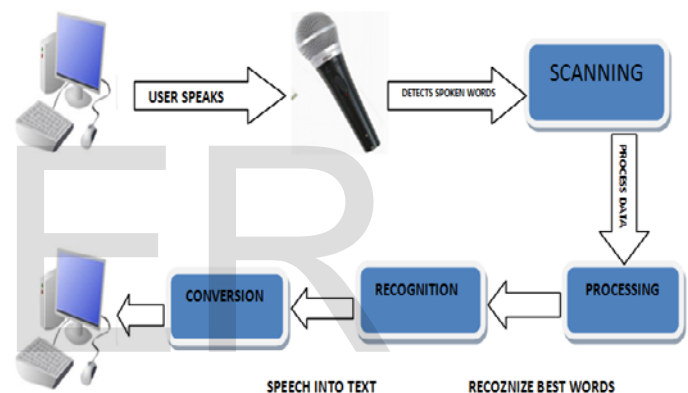 USER SPEAKS
DETECTS SPOKEN WORDS
SCANNING
PROCESS DATA
PROCESSING
RECOGNITION
CONVERSION
SPEECH INTO TEXT
RECOZNIZE BEST WORDS
ER